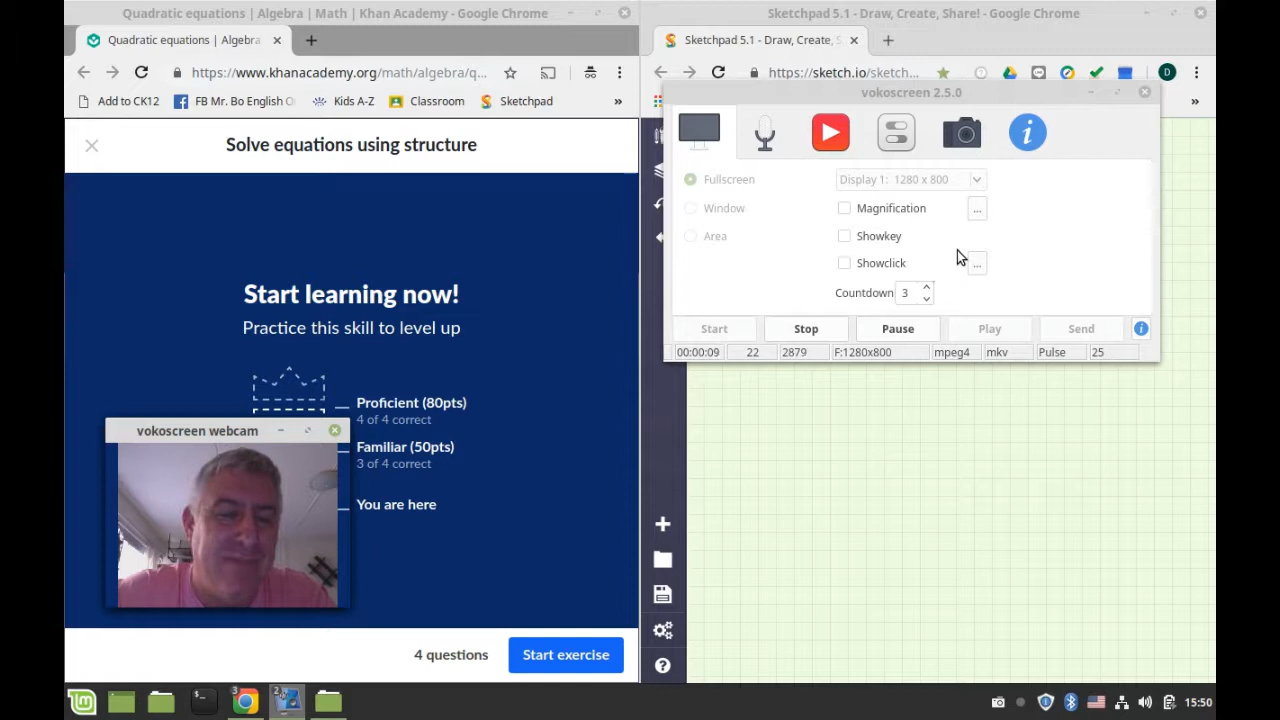 Quadratic equations | Algebra | Math | Khan Academy - Google Chrome
Quadratic equations | Algebra
https://www.khanacademy.org/math/algebra/q...
Add to CK12
FB Mr. Bo English
Kids A-Z
Classroom
Sketchpad
»
Solve equations using structure
Start learning now!
Practice this skill to level up
Proficient (80pts)
4 of 4 correct
Familiar (50pts)
3 of 4 correct
You are here
vokoscreen webcam
4 questions
Start exercise
Sketchpad 5.1 - Draw, Create, Share! - Google Chrome
Sketchpad 5.1 - Draw, Create, S
https://sketch.io/sketch...
D
»
vokoscreen 2.5.0
Fullscreen
Display 1: 1280 x 800
Window
Magnification
...
Area
Showkey
Showclick
...
Countdown 3
Start
Stop
Pause
Play
Send
00:00:09
22
2879
F:1280x800
mpeg4
mkv
Pulse
25
15:50